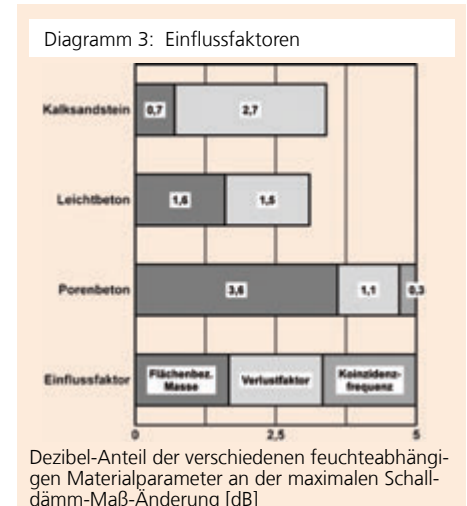 Diagramm 3: Einflussfaktoren
Kalksandstein 0,7 2,7
Leichtbeton 1,6 1,5
Porenbeton 3,6 1,1 0,3
Einflussfaktor Flächenbez. Masse Verlustfaktor Koinzidenz-frequenz
0 2,5 5
Dezibel-Anteil der verschiedenen feuchteabhängi-
gen Materialparameter an der maximalen Schall-
dämm-Maß-Änderung [dB]